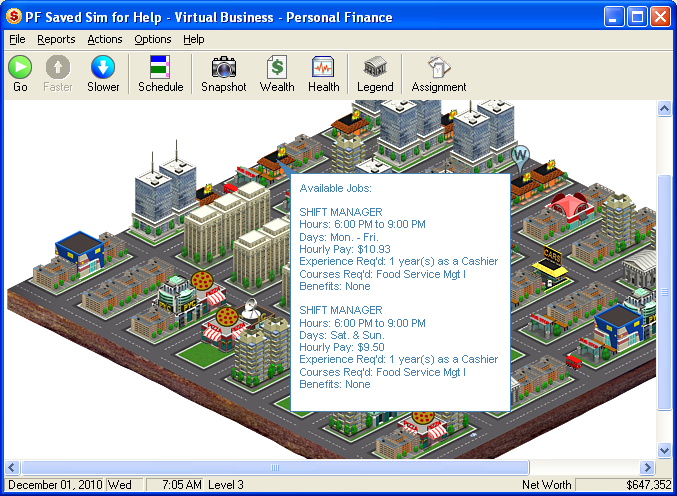 PF Saved Sim for Help - Virtual Business - Personal Finance
File Reports Actions Options Help
Go Faster Slower Schedule Snapshot Wealth Health Legend Assignment
W
Available Jobs:
SHIFT MANAGER
Hours: 6:00 PM to 9:00 PM
Days: Mon. - Fri.
Hourly Pay: $10.93
Experience Req'd: 1 year(s) as a Cashier
Courses Req'd: Food Service Mgt I
Benefits: None
SHIFT MANAGER
Hours: 6:00 PM to 9:00 PM
Days: Sat. & Sun.
Hourly Pay: $9.50
Experience Req'd: 1 year(s) as a Cashier
Courses Req'd: Food Service Mgt I
Benefits: None
CARS
PIZZA
PIZZA
PIZZA
December 01, 2010 Wed 7:05 AM Level 3 Net Worth $647,352